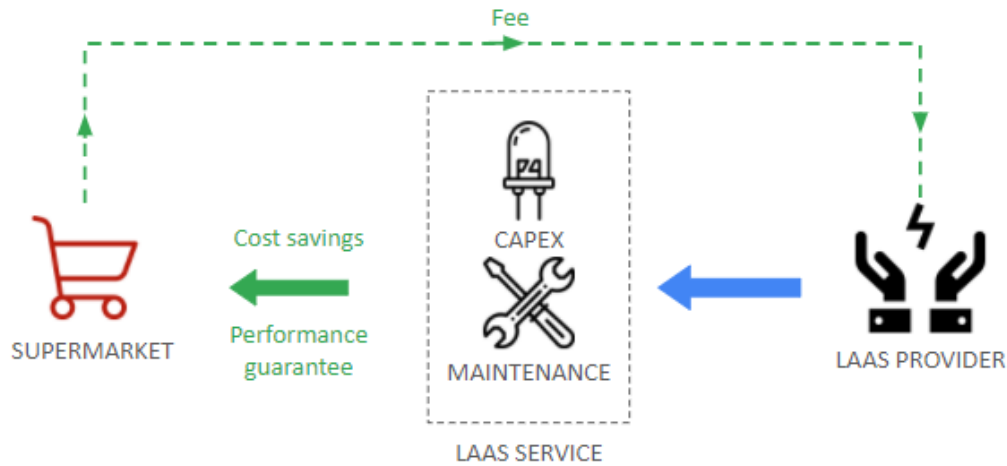 Fee
CAPEX
Cost savings
Performance
guarantee
SUPERMARKET
MAINTENANCE
LAAS PROVIDER
LAAS SERVICE